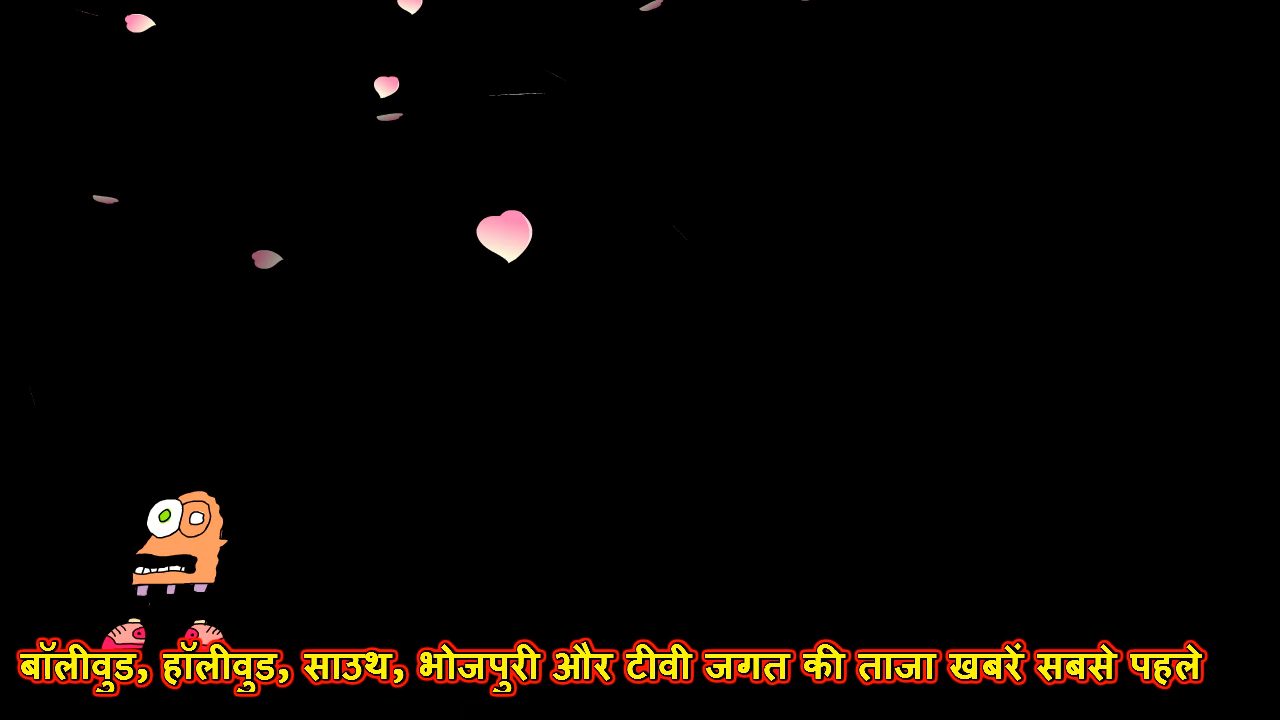 बॉलीवुड, हॉलीवुड, साउथ, भोजपुरी और टीवी जगत की ताजा खबरें सबसे पहले